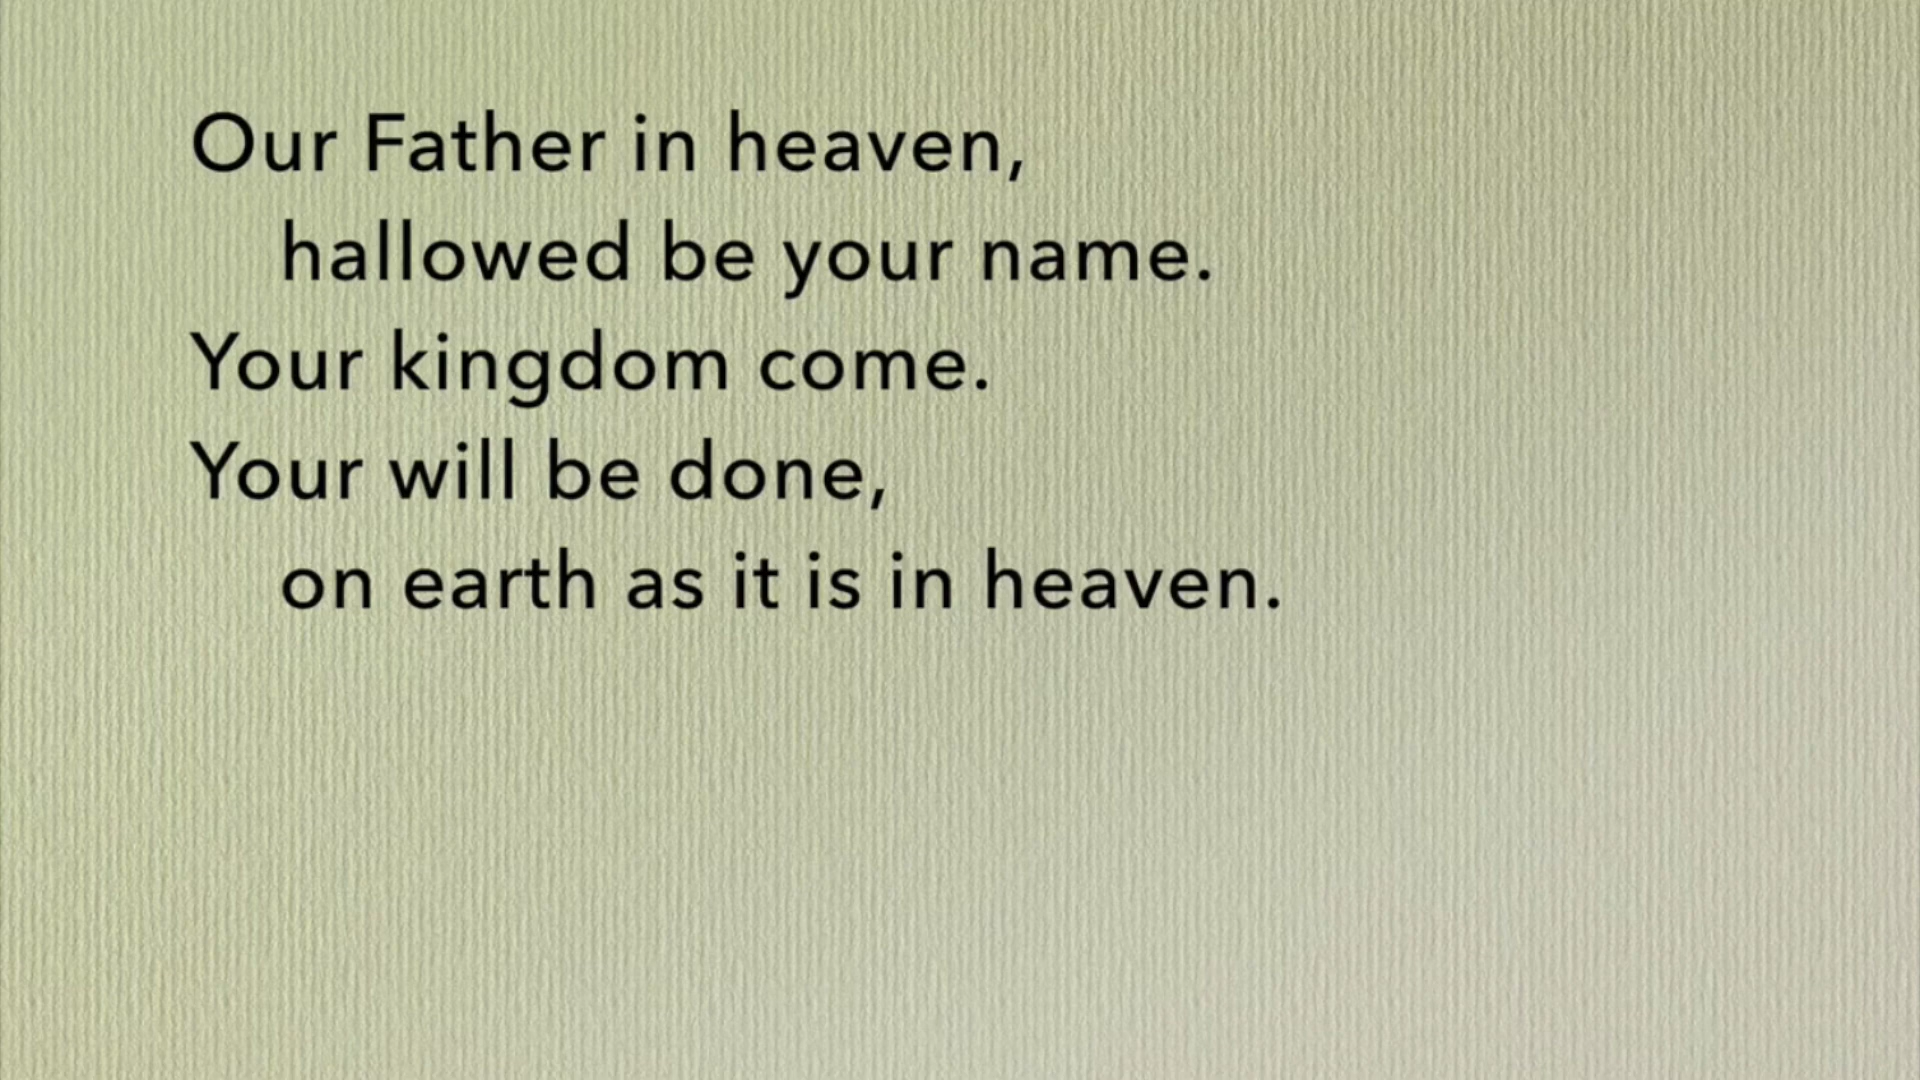 Our Father in heaven,
hallowed be your name.
Your kingdom come.
Your will be done,
on earth as it is in heaven.